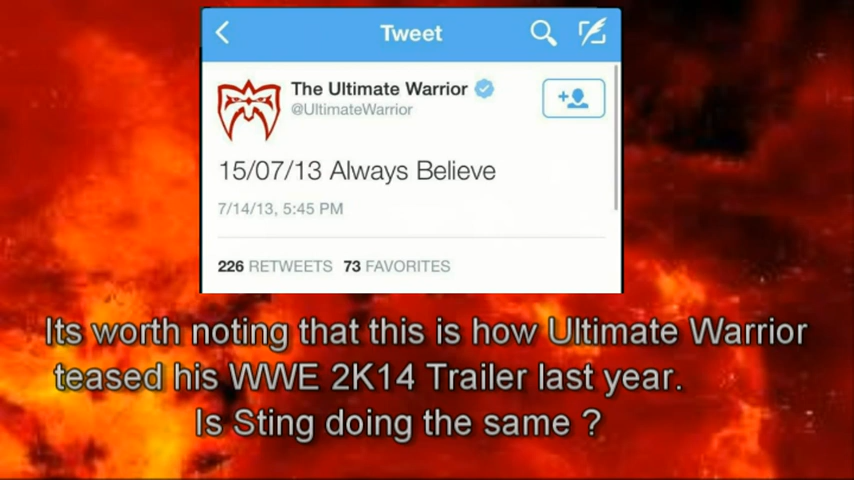 Tweet
The Ultimate Warrior
@UltimateWarrior
15/07/13 Always Believe
7/14/13, 5:45 PM
226 RETWEETS 73 FAVORITES
Its worth noting that this is how Ultimate Warrior
teased his WWE 2K14 Trailer last year.
Is Sting doing the same ?